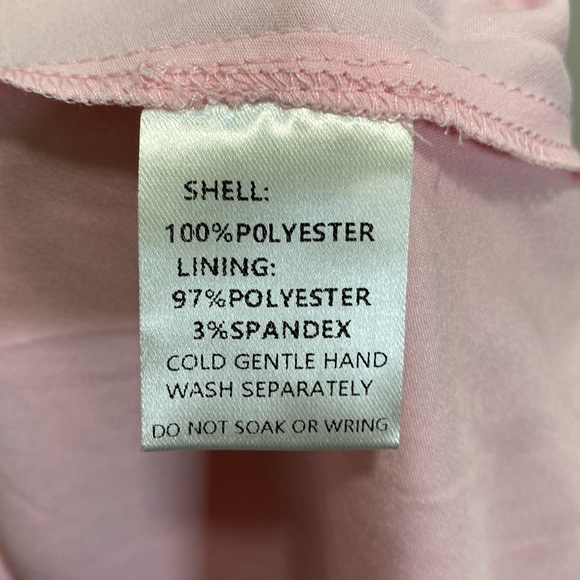 SHELL:
100%POLYESTER
LINING:
97%POLYESTER
3%SPANDEX
COLD GENTLE HAND
WASH SEPARATELY
DO NOT SOAK OR WRING